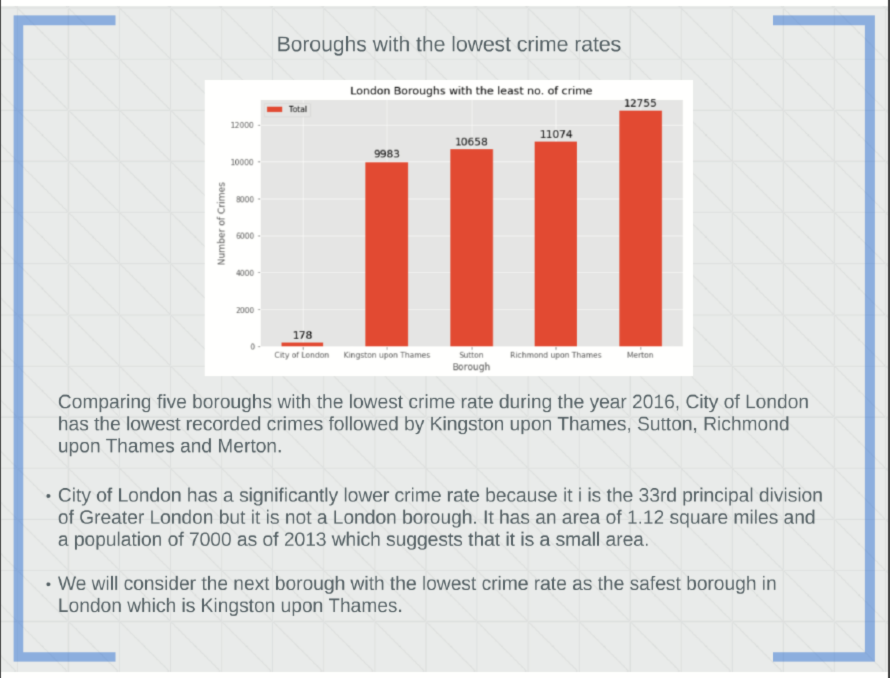 Boroughs with the lowest crime rates
London Boroughs with the least no. of crime
Total
Number of Crimes
12000
10000
8000
6000
4000
2000
0
178
9983
10658
11074
12755
City of London
Kingston upon Thames
Sutton
Richmond upon Thames
Merton
Borough
Comparing five boroughs with the lowest crime rate during the year 2016, City of London
has the lowest recorded crimes followed by Kingston upon Thames, Sutton, Richmond
upon Thames and Merton.
• City of London has a significantly lower crime rate because it i is the 33rd principal division
of Greater London but it is not a London borough. It has an area of 1.12 square miles and
a population of 7000 as of 2013 which suggests that it is a small area.
• We will consider the next borough with the lowest crime rate as the safest borough in
London which is Kingston upon Thames.